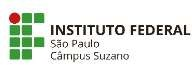 INSTITUTO FEDERAL
São Paulo
Câmpus Suzano